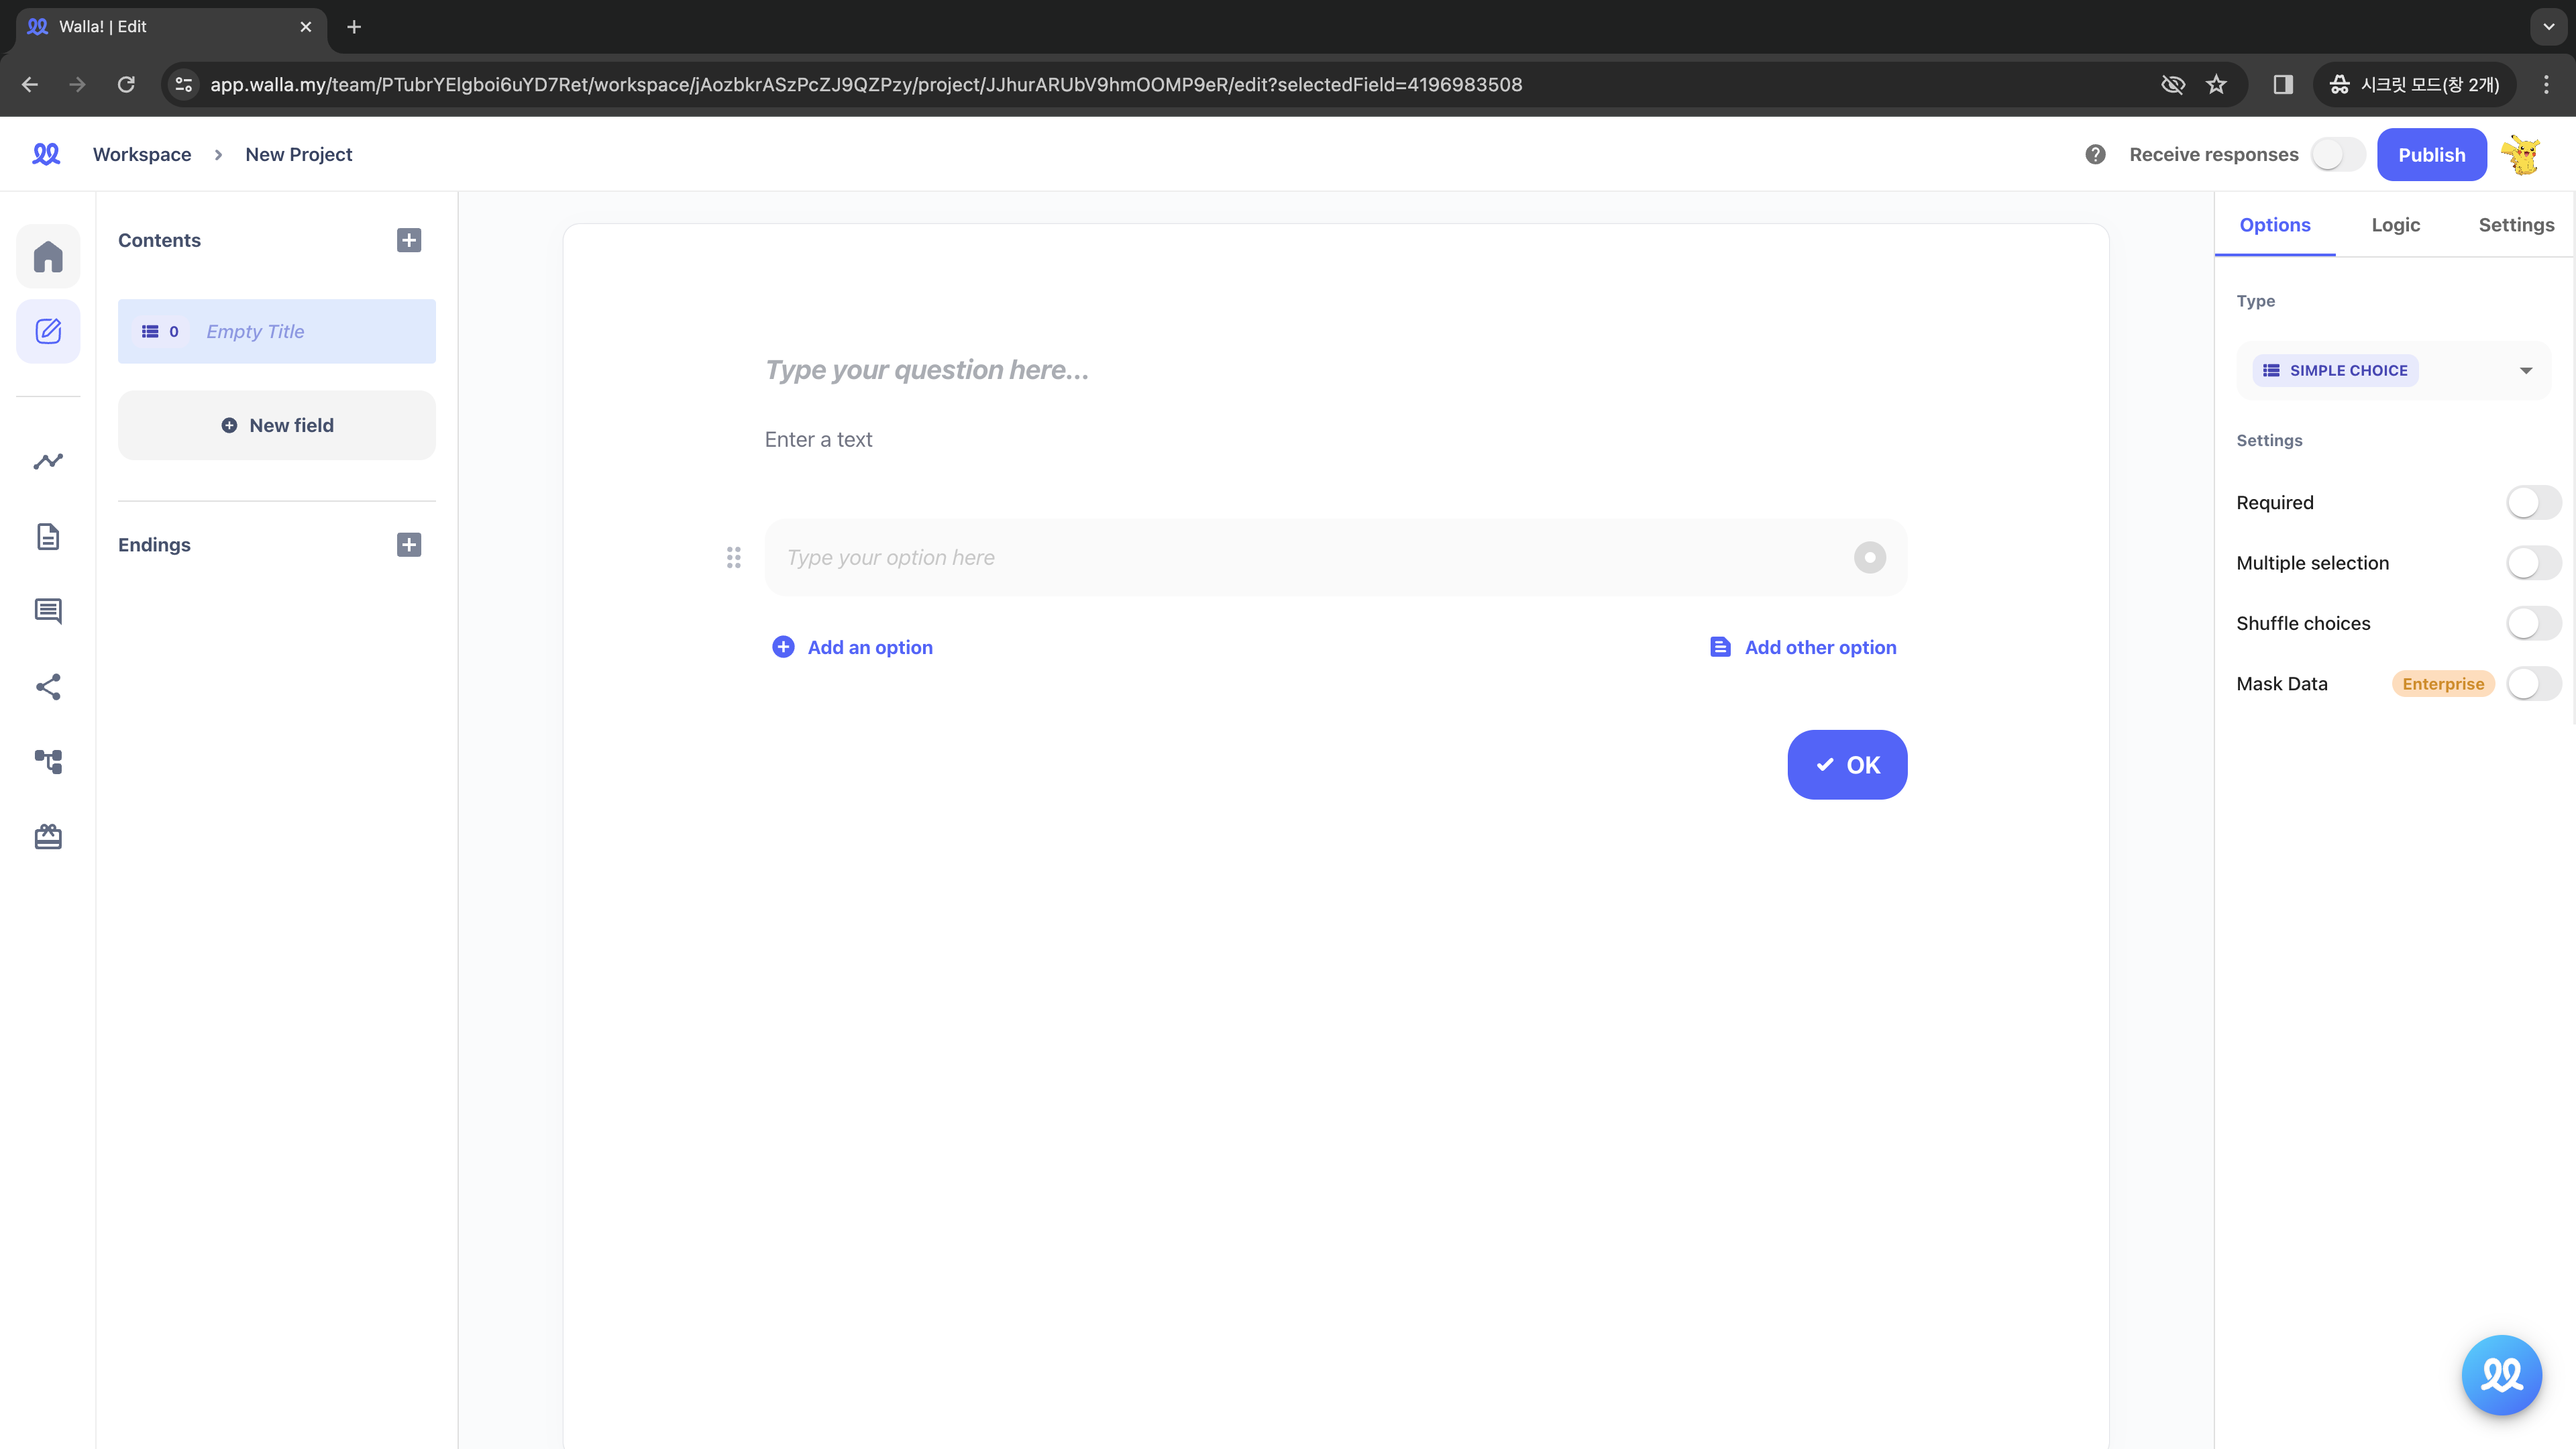 Walla! | Edit
app.walla.my/team/PTubrYElgboi6uYD7Ret/workspace/jAozbkrASzPcZJ9QZPzy/project/JJhurARUbV9hmOOMP9eR/edit?selectedField=4196983508
시크릿 모드(창 2개)
Workspace
New Project
Receive responses
Publish
Contents
0 Empty Title
New field
Endings
Type your question here...
Enter a text
Type your option here
Add an option
Add other option
OK
Options
Logic
Settings
Type
SIMPLE CHOICE
Settings
Required
Multiple selection
Shuffle choices
Mask Data
Enterprise